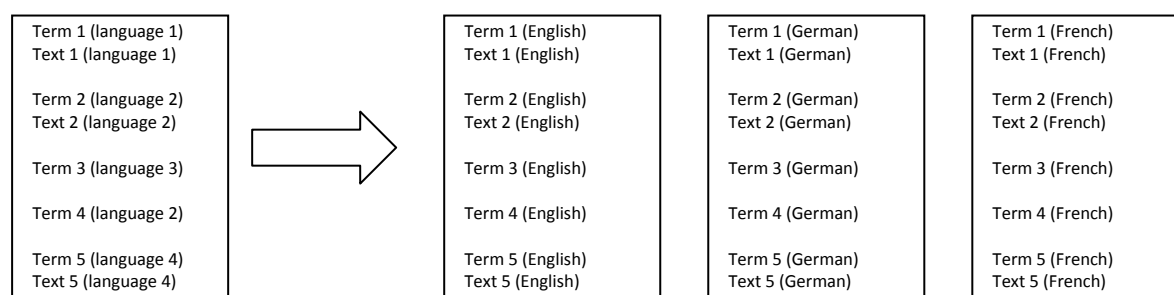 Term 1 (language 1)
Text 1 (language 1)
Term 2 (language 2)
Text 2 (language 2)
Term 3 (language 3)
Term 4 (language 2)
Term 5 (language 4)
Text 5 (language 4)
Term 1 (English)
Text 1 (English)
Term 2 (English)
Text 2 (English)
Term 3 (English)
Term 4 (English)
Term 5 (English)
Text 5 (English)
Term 1 (German)
Text 1 (German)
Term 2 (German)
Text 2 (German)
Term 3 (German)
Term 4 (German)
Term 5 (German)
Text 5 (German)
Term 1 (French)
Text 1 (French)
Term 2 (French)
Text 2 (French)
Term 3 (French)
Term 4 (French)
Term 5 (French)
Text 5 (French)